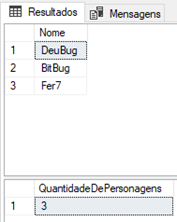 Resultados Mensagens
Nome
1 DeuBug
2 BitBug
3 Fer7
QuantidadeDePersonagens
1 3